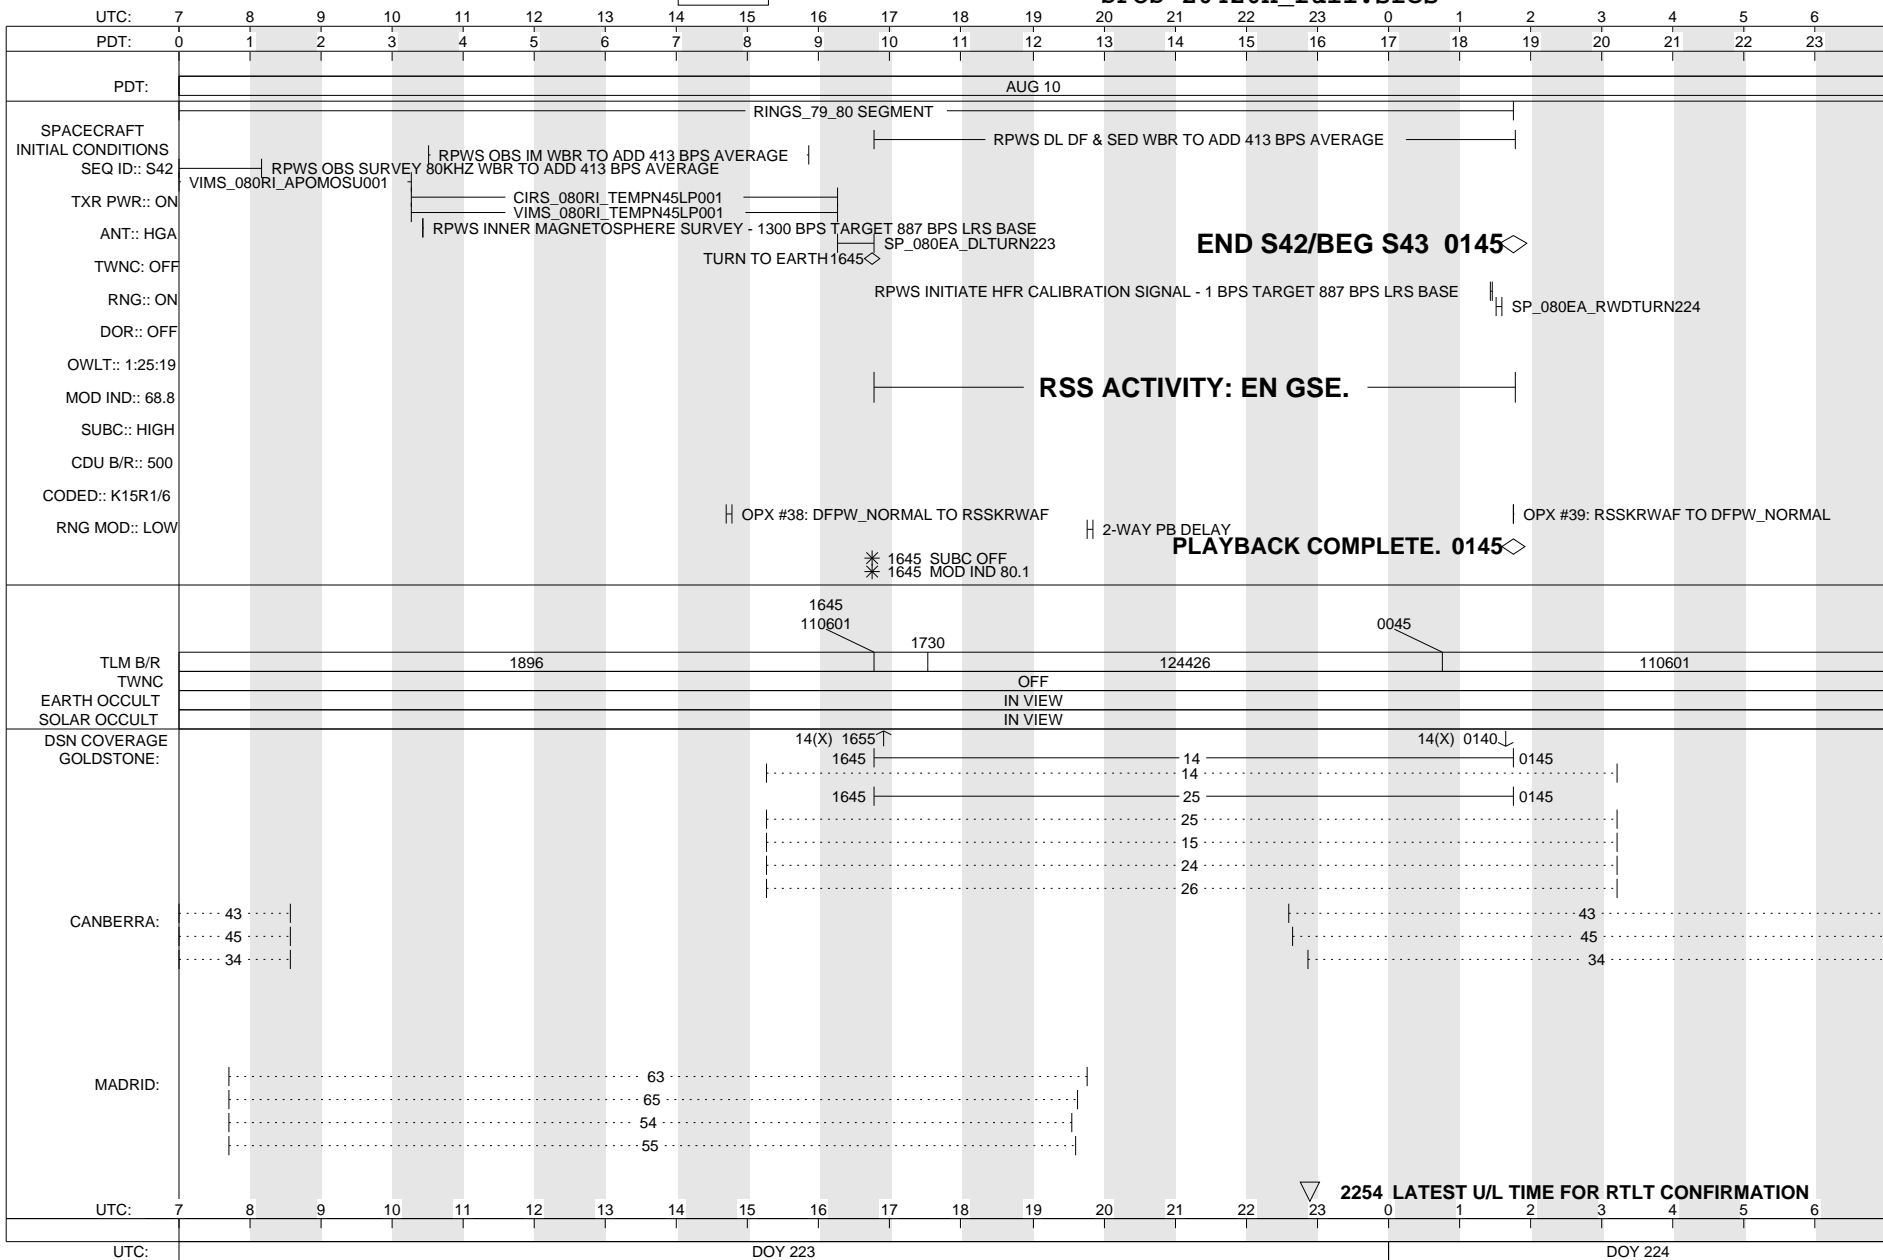 UTC: 7 8 9 10 11 12 13 14 15 16 17 18 19 20 21 22 23 0 1 2 3 4 5 6
PDT: 0 1 2 3 4 5 6 7 8 9 10 11 12 13 14 15 16 17 18 19 20 21 22 23
PDT: AUG 10
RINGS_79_80 SEGMENT
SPACECRAFT
INITIAL CONDITIONS
RPWS DL DF & SED WBR TO ADD 413 BPS AVERAGE
RPWS OBS IM WBR TO ADD 413 BPS AVERAGE
SEQ ID:: S42
RPWS OBS SURVEY 80KHZ WBR TO ADD 413 BPS AVERAGE
VIMS_080RI_APOMOSU001
TXR PWR:: ON
CIRS_080RI_TEMPN45LP001
VIMS_080RI_TEMPN45LP001
RPWS INNER MAGNETOSPHERE SURVEY - 1300 BPS TARGET 887 BPS LRS BASE
ANT:: HGA
SP_080EA_DLTURN223
END S42/BEG S43 0145
TURN TO EARTH 1645
TWNC: OFF
RPWS INITIATE HFR CALIBRATION SIGNAL - 1 BPS TARGET 887 BPS LRS BASE
RNG:: ON
SP_080EA_RWDTURN224
DOR:: OFF
OWLT:: 1:25:19
RSS ACTIVITY: EN GSE.
MOD IND:: 68.8
SUBC:: HIGH
CDU B/R:: 500
CODED:: K15R1/6
OPX #38: DFPW_NORMAL TO RSSKRWAF
OPX #39: RSSKRWAF TO DFPW_NORMAL
RNG MOD:: LOW
2-WAY PB DELAY
PLAYBACK COMPLETE. 0145
1645 SUBC OFF
1645 MOD IND 80.1
1645
110601
1730
0045
TLM B/R 1896 124426 110601
TWNC OFF
EARTH OCCULT IN VIEW
SOLAR OCCULT IN VIEW
DSN COVERAGE
14(X) 1655
14(X) 0140
GOLDSTONE:
1645 14 0145
14
1645 25 0145
25
15
24
26
CANBERRA:
43 43
45 45
34 34
MADRID:
63
65
54
55
2254 LATEST U/L TIME FOR RTLT CONFIRMATION
UTC: 7 8 9 10 11 12 13 14 15 16 17 18 19 20 21 22 23 0 1 2 3 4 5 6
UTC: DOY 223 DOY 224